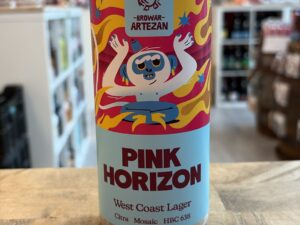 BROWAR
ARTEZAN
PINK
HORIZON
West Coast Lager
Citra Mosaic HBC 638